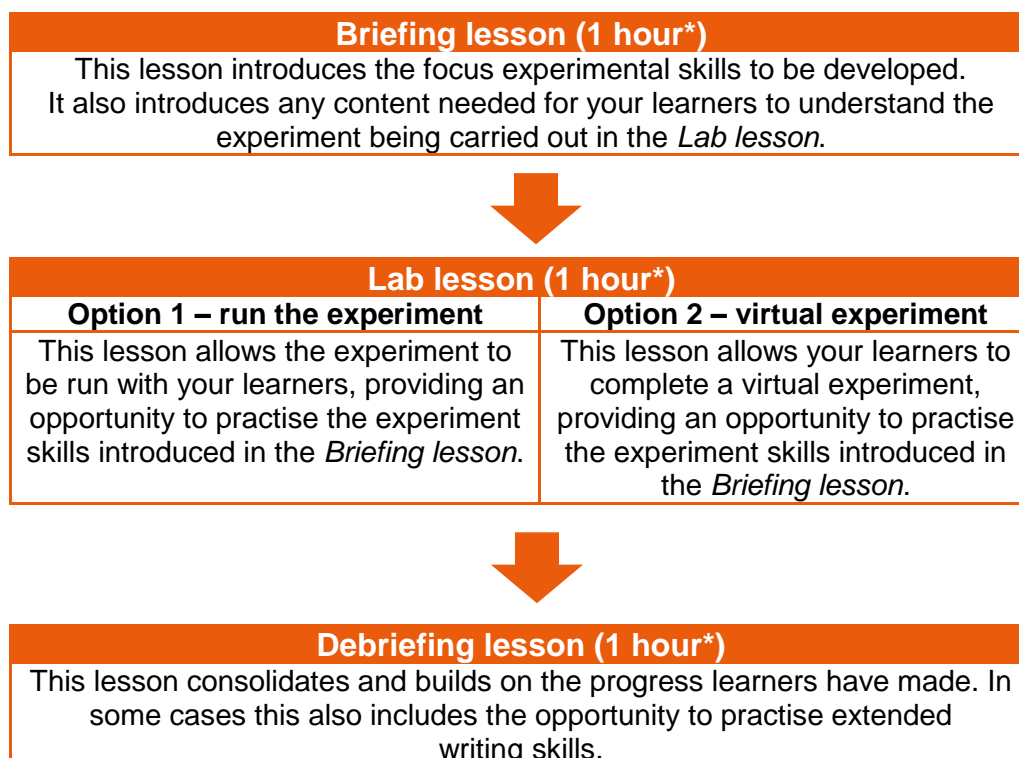 Briefing lesson (1 hour*)
This lesson introduces the focus experimental skills to be developed.
It also introduces any content needed for your learners to understand the
experiment being carried out in the Lab lesson.
Lab lesson (1 hour*)
Option 1 – run the experiment
This lesson allows the experiment to
be run with your learners, providing an
opportunity to practise the experiment
skills introduced in the Briefing lesson.
Option 2 – virtual experiment
This lesson allows your learners to
complete a virtual experiment,
providing an opportunity to practise
the experiment skills introduced in
the Briefing lesson.
Debriefing lesson (1 hour*)
This lesson consolidates and builds on the progress learners have made. In
some cases this also includes the opportunity to practise extended
writing skills.